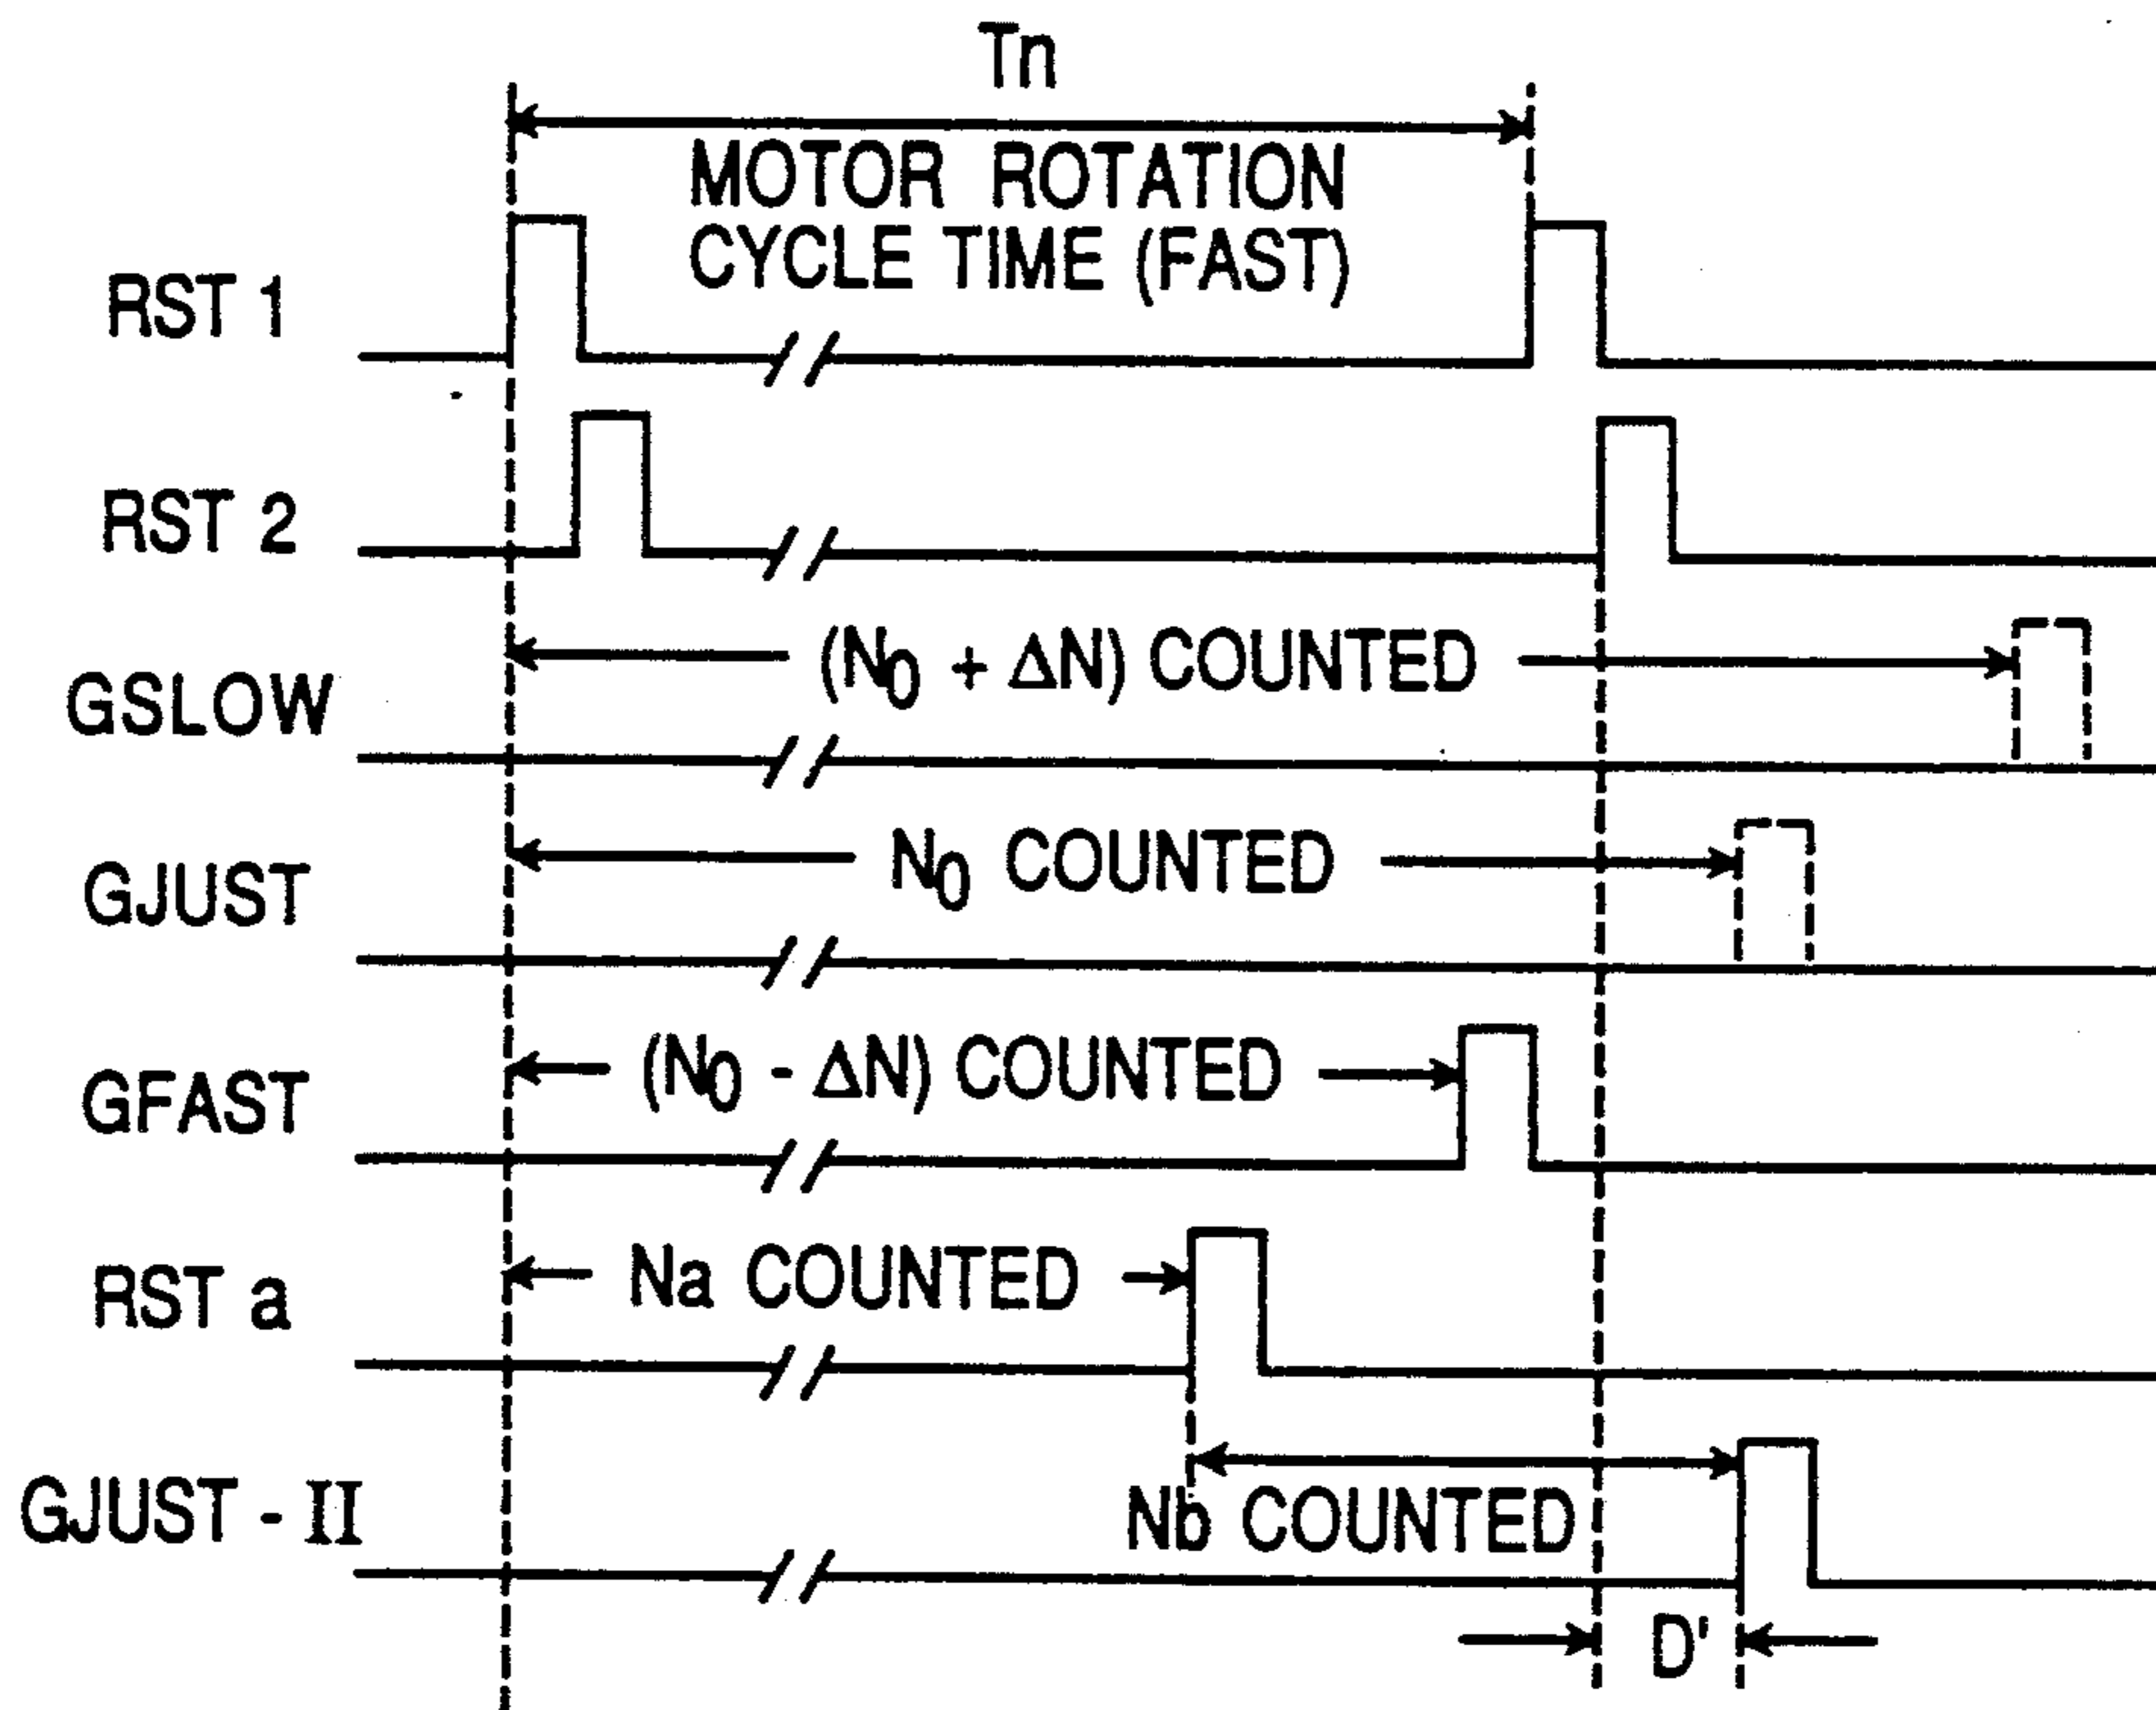 Tn
MOTOR ROTATION
CYCLE TIME (FAST)
RST 1
RST 2
GSLOW
(N0 + ΔN) COUNTED
GJUST
N0 COUNTED
GFAST
(N0 - ΔN) COUNTED
RST a
Na COUNTED
GJUST - II
Nb COUNTED
D'